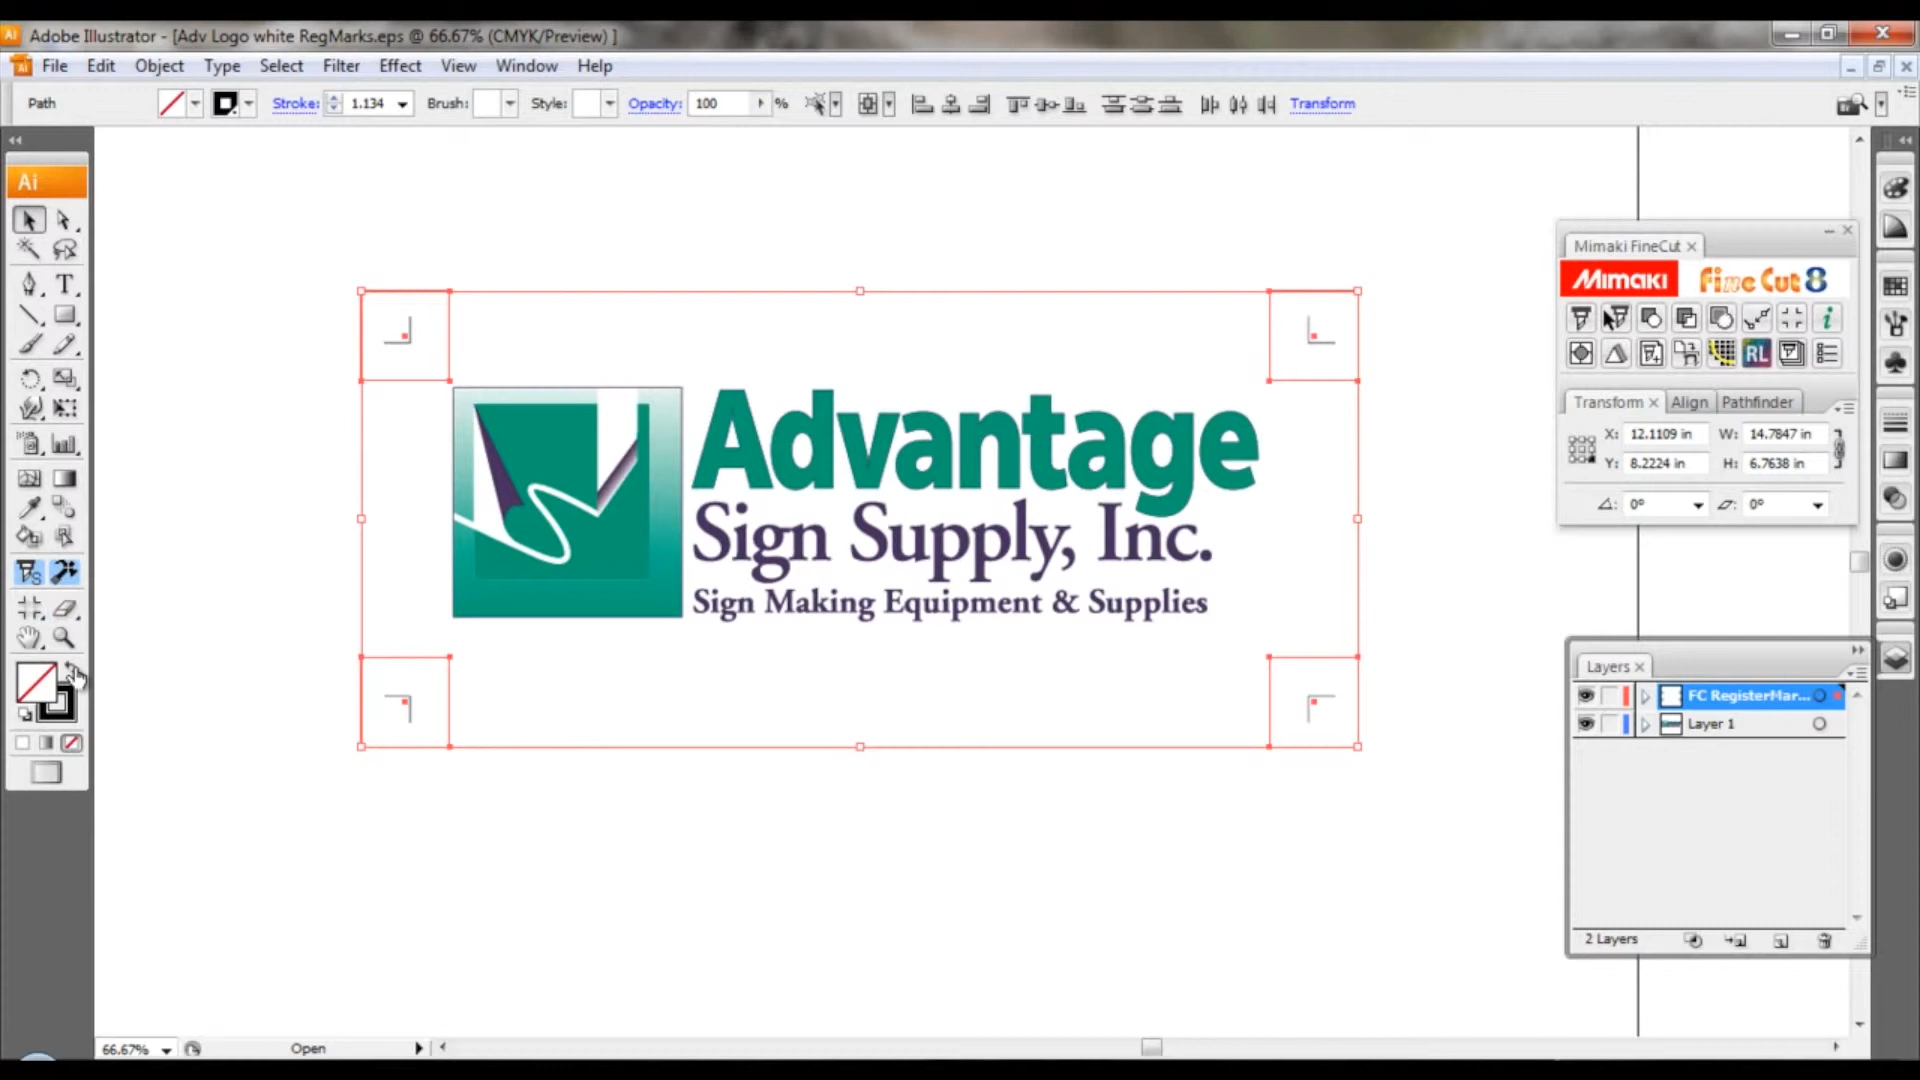 Ai Adobe Illustrator - [Adv Logo white RegMarks.eps @ 66.67% (CMYK/Preview) ]
Ai File Edit Object Type Select Filter Effect View Window Help
Path Stroke: 1.134 Brush: Style: Opacity: 100 % Transform
Ai
T
Mimaki FineCut
Mimaki Fine Cut 8
i
RL
Transform Align Pathfinder
X: 12.1109 in W: 14.7847 in
Y: 8.2224 in H: 6.7638 in
0° 0°
Advantage
Sign Supply, Inc.
Sign Making Equipment & Supplies
S
Layers
FC RegisterMar...
Layer 1
2 Layers
66.67% Open